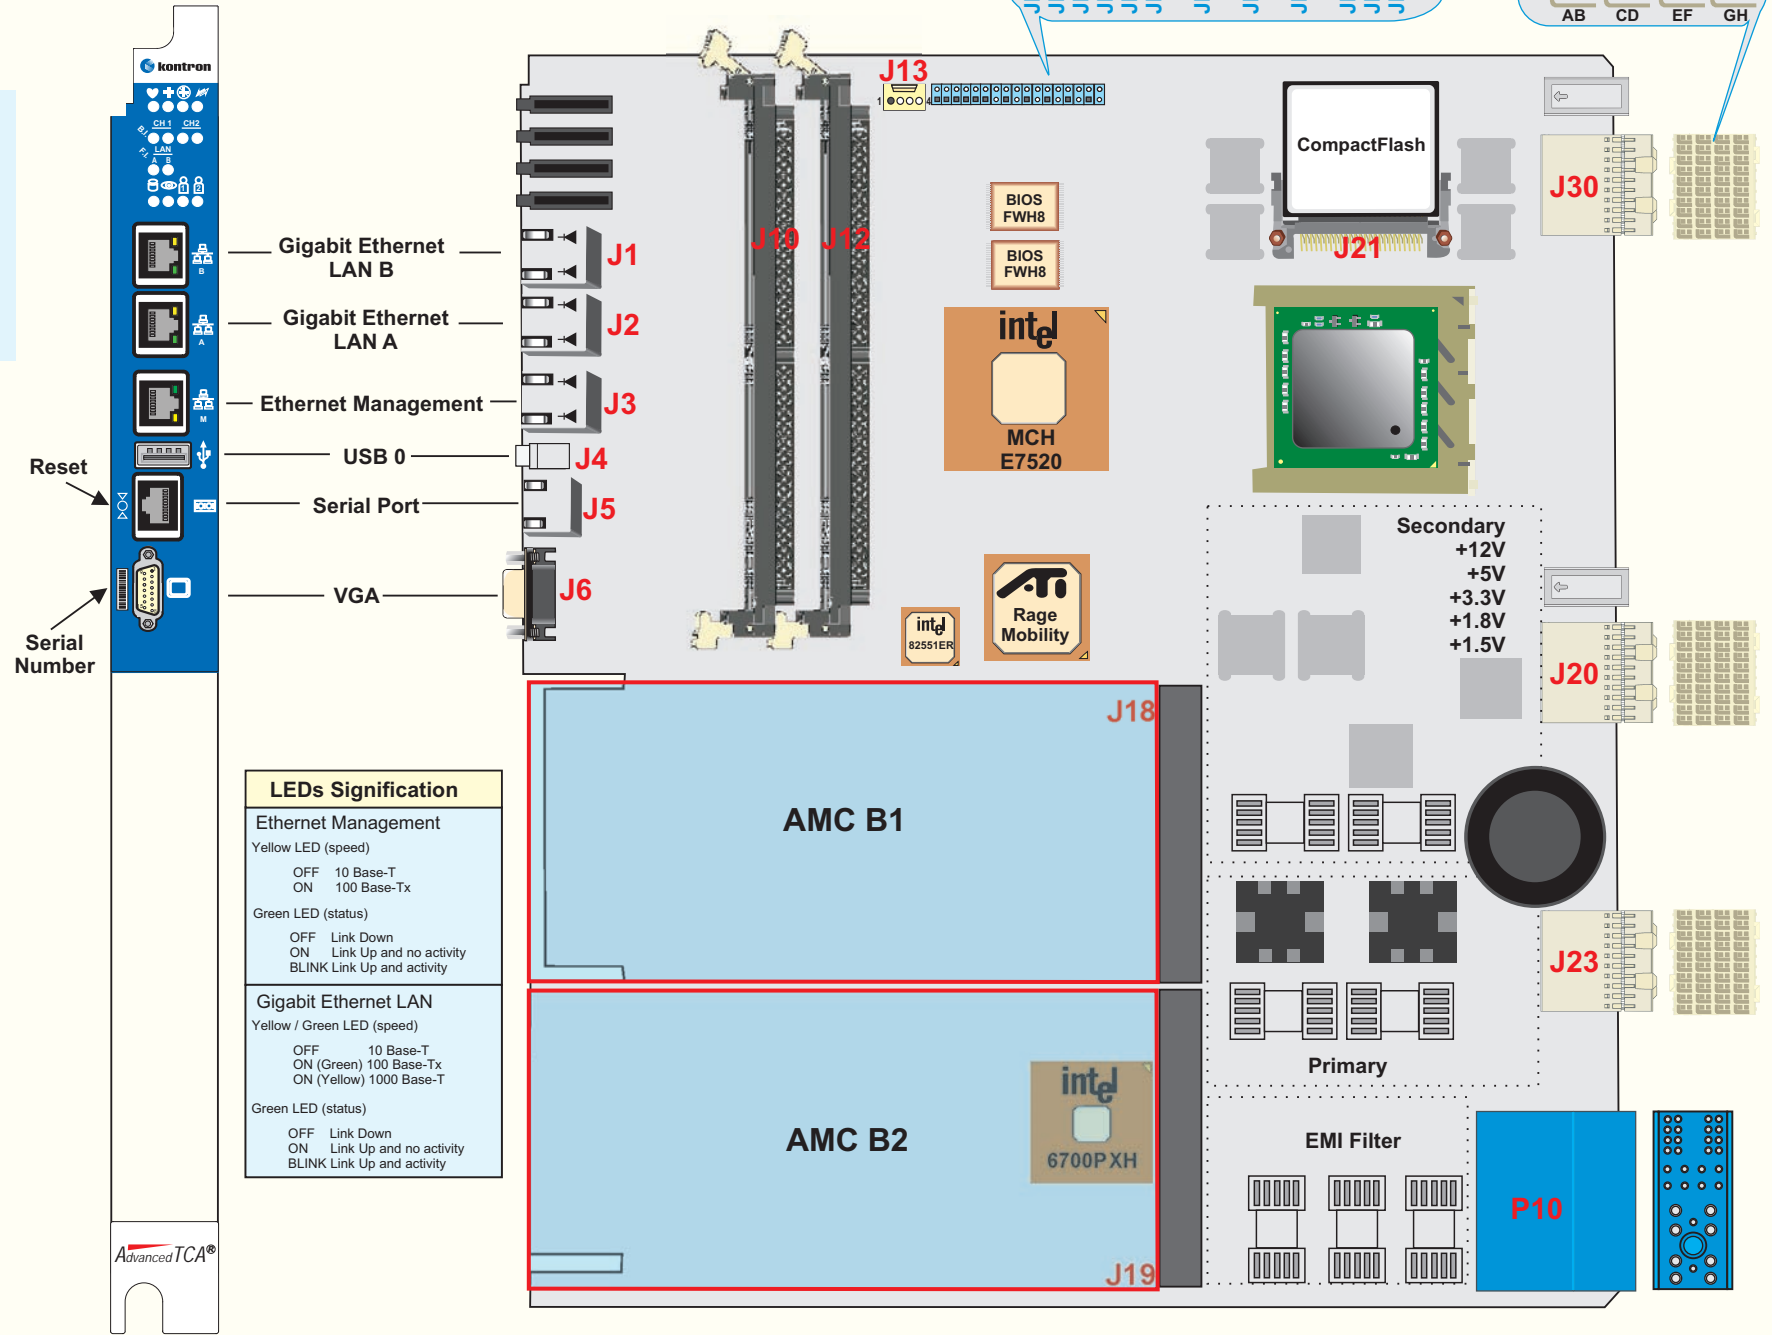 AB CD EF GH
kontron
CH 1 CH2
B.I.
LAN
F.I.
A B
1 2
B
A
M
Reset
Serial
Number
AdvancedTCA®
Gigabit Ethernet
LAN B
Gigabit Ethernet
LAN A
Ethernet Management
USB 0
Serial Port
VGA
J1
J2
J3
J4
J5
J6
J10
J12
J13
1 4
BIOS
FWH8
BIOS
FWH8
intel
MCH
E7520
intel
82551ER
ATI
Rage
Mobility
CompactFlash
J21
J30
Secondary
+12V
+5V
+3.3V
+1.8V
+1.5V
J20
J23
Primary
EMI Filter
P10
J18
AMC B1
AMC B2
intel
6700PXH
J19
LEDs Signification
Ethernet Management
Yellow LED (speed)
OFF 10 Base-T
ON 100 Base-Tx
Green LED (status)
OFF Link Down
ON Link Up and no activity
BLINK Link Up and activity
Gigabit Ethernet LAN
Yellow / Green LED (speed)
OFF 10 Base-T
ON (Green) 100 Base-Tx
ON (Yellow) 1000 Base-T
Green LED (status)
OFF Link Down
ON Link Up and no activity
BLINK Link Up and activity